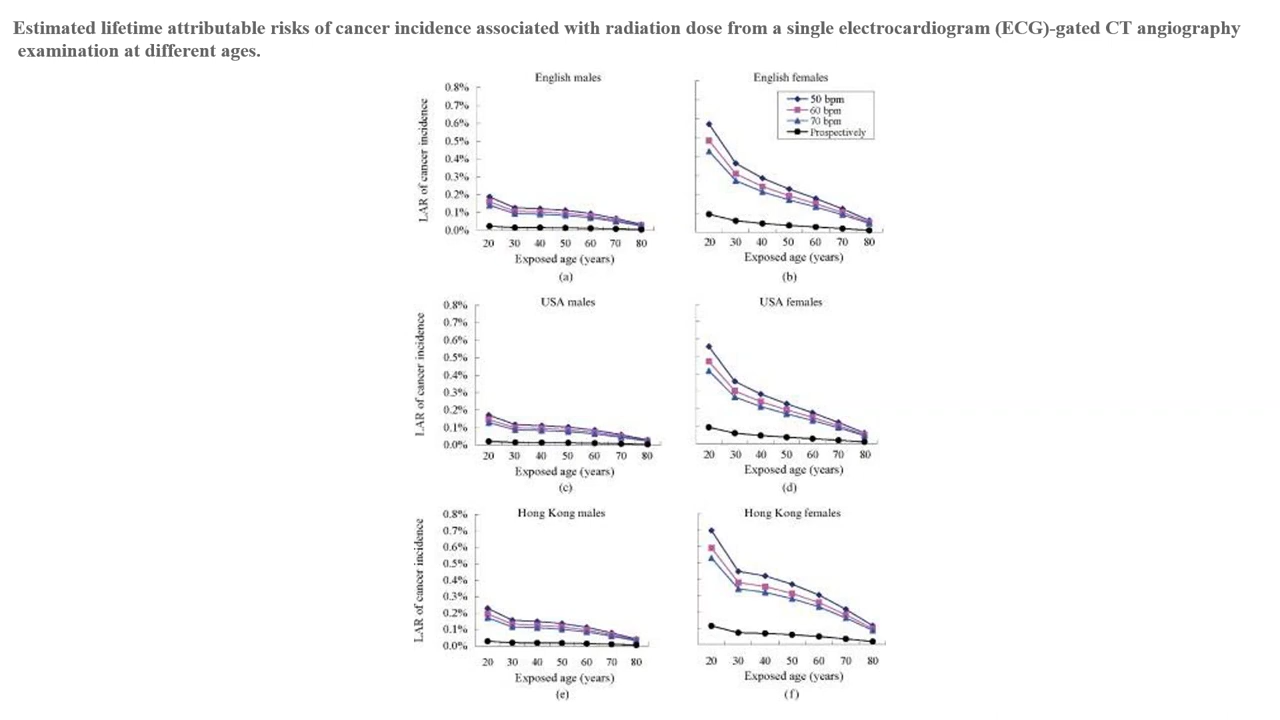 Estimated lifetime attributable risks of cancer incidence associated with radiation dose from a single electrocardiogram (ECG)-gated CT angiography
examination at different ages.
English males
0.8%
0.7%
0.6%
0.5%
0.4%
0.3%
0.2%
0.1%
0.0%
LAR of cancer incidence
20 30 40 50 60 70 80
Exposed age (years)
(a)
English females
50 bpm
60 bpm
70 bpm
Prospectively
20 30 40 50 60 70 80
Exposed age (years)
(b)
USA males
0.8%
0.7%
0.6%
0.5%
0.4%
0.3%
0.2%
0.1%
0.0%
LAR of cancer incidence
20 30 40 50 60 70 80
Exposed age (years)
(c)
USA females
20 30 40 50 60 70 80
Exposed age (years)
(d)
Hong Kong males
0.8%
0.7%
0.6%
0.5%
0.4%
0.3%
0.2%
0.1%
0.0%
LAR of cancer incidence
20 30 40 50 60 70 80
Exposed age (years)
(e)
Hong Kong females
20 30 40 50 60 70 80
Exposed age (years)
(f)